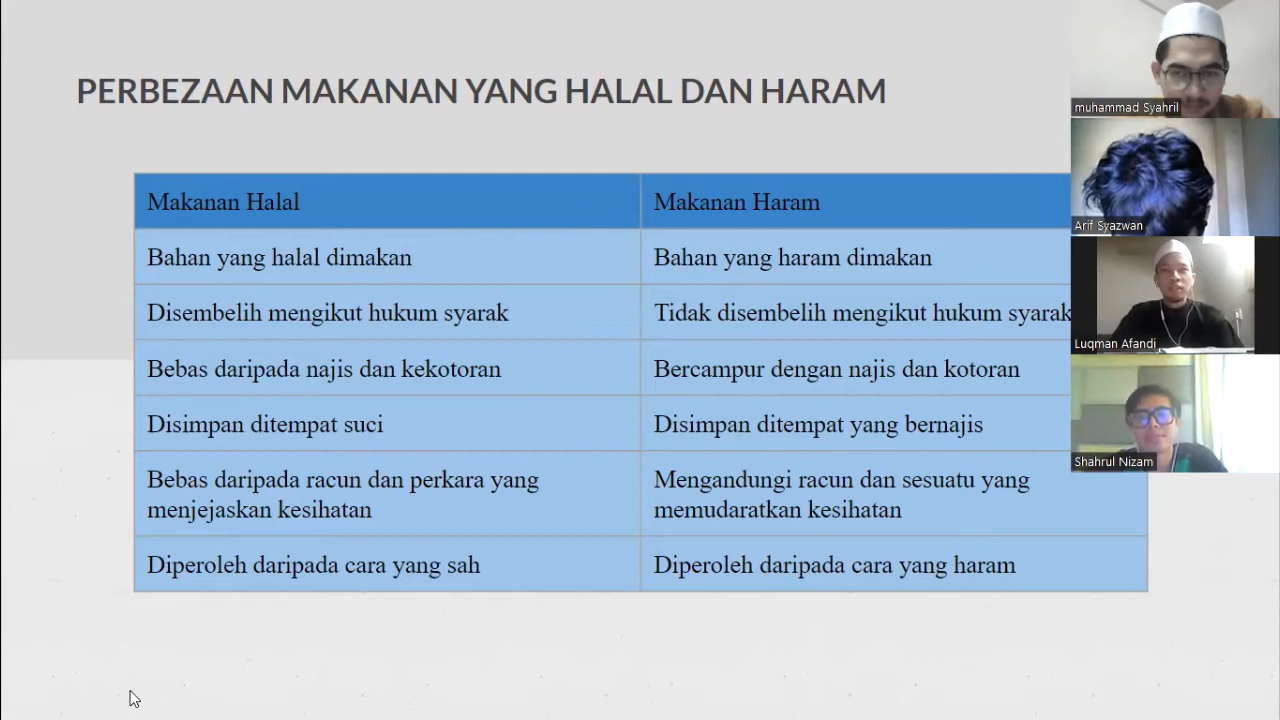 PERBEZAAN MAKANAN YANG HALAL DAN HARAM
Makanan Halal
Makanan Haram
Bahan yang halal dimakan
Bahan yang haram dimakan
Disembelih mengikut hukum syarak
Tidak disembelih mengikut hukum syarak
Bebas daripada najis dan kekotoran
Bercampur dengan najis dan kotoran
Disimpan ditempat suci
Disimpan ditempat yang bernajis
Bebas daripada racun dan perkara yang
menjejaskan kesihatan
Mengandungi racun dan sesuatu yang
memudaratkan kesihatan
Diperoleh daripada cara yang sah
Diperoleh daripada cara yang haram
muhammad Syahril
Arif Syazwan
Luqman Afandi
Shahrul Nizam